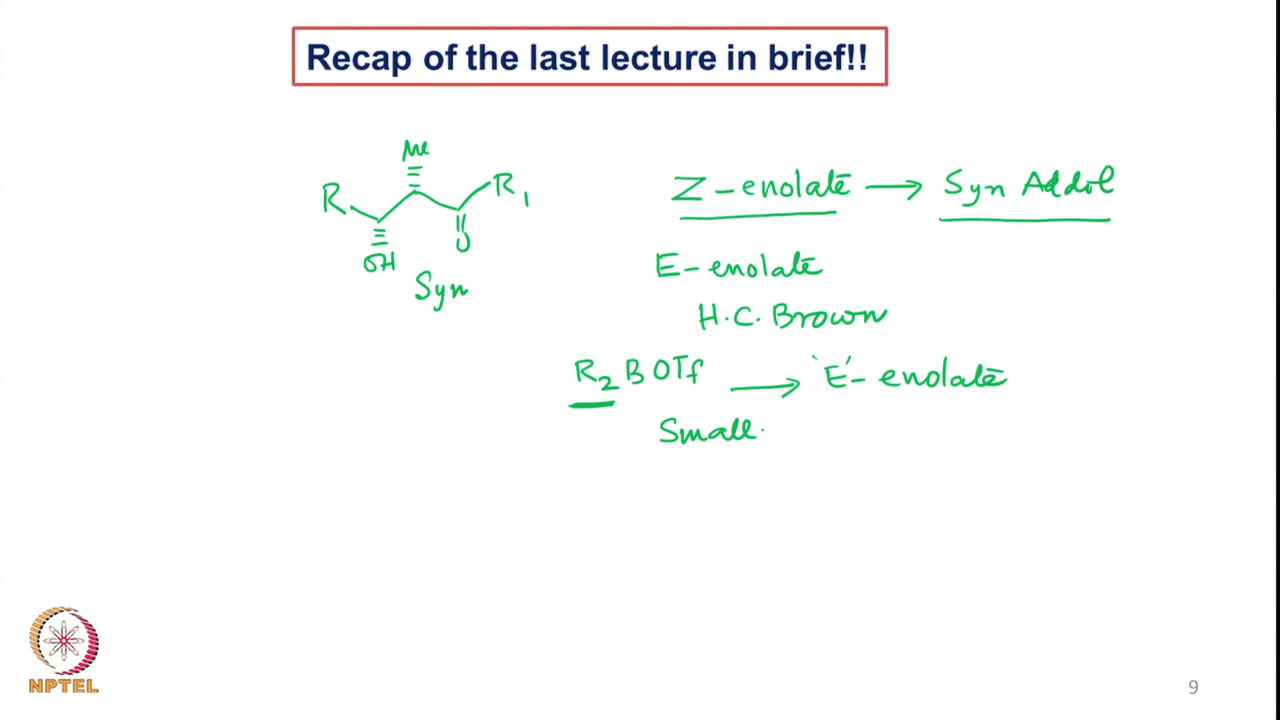 Recap of the last lecture in brief!!
Me
R
R1
OH
O
Syn
Z-enolate → Syn Addol
E-enolate
H.C. Brown
R2BOTf → 'E'-enolate
Small.
NPTEL
9